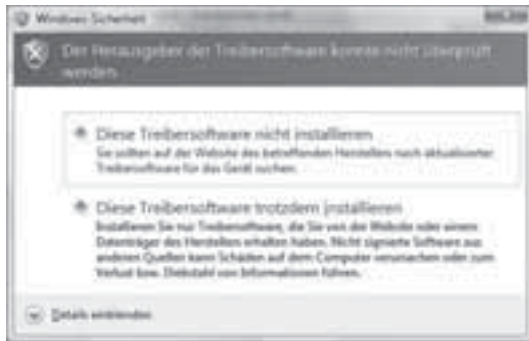 Windows-Sicherheit
Der Herausgeber der Treibersoftware konnte nicht überprüft
werden
Diese Treibersoftware nicht installieren
Sie sollten auf der Website des betreffenden Herstellers nach aktualisierter
Treibersoftware für das Gerät suchen.
Diese Treibersoftware trotzdem installieren
Installieren Sie nur Treibersoftware, die Sie von der Website oder einem
Datenträger des Herstellers erhalten haben. Nicht signierte Software aus
anderen Quellen kann Schäden auf dem Computer verursachen oder zum
Verlust bzw. Diebstahl von Informationen führen.
Details einblenden